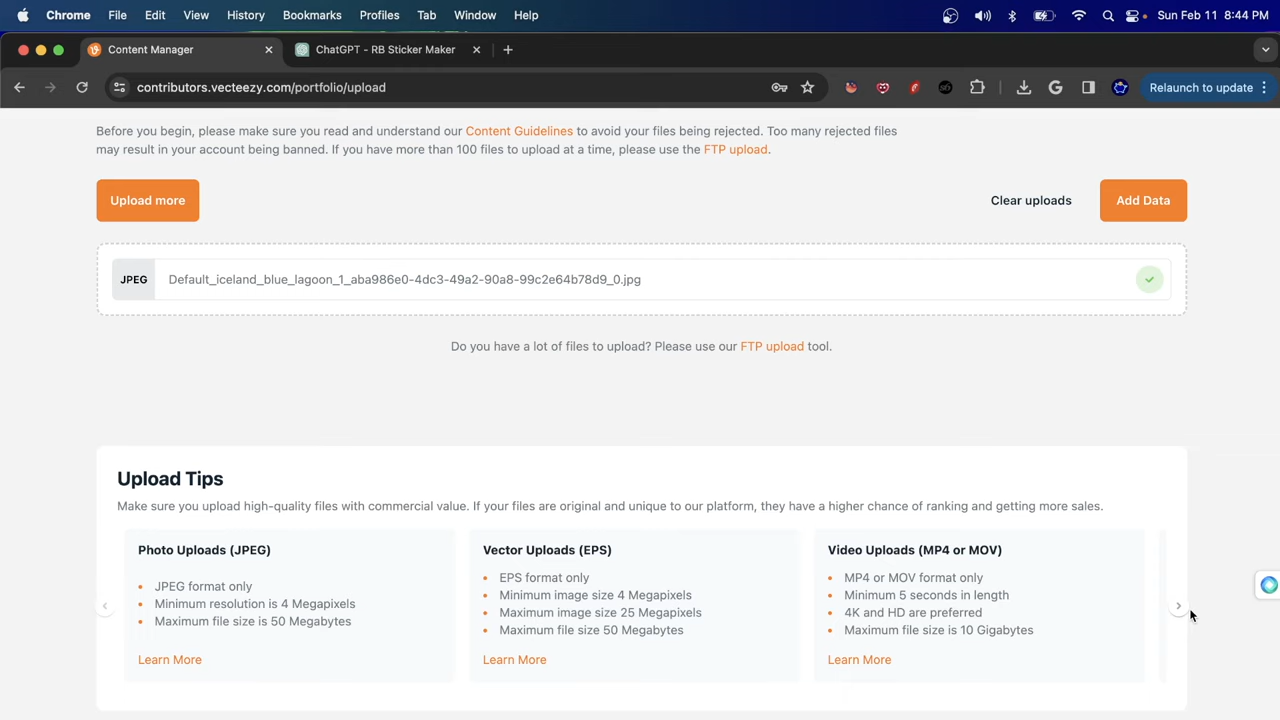 Chrome File Edit View History Bookmarks Profiles Tab Window Help Sun Feb 11 8:44 PM
Content Manager ChatGPT - RB Sticker Maker
contributors.vecteezy.com/portfolio/upload Relaunch to update
Before you begin, please make sure you read and understand our Content Guidelines to avoid your files being rejected. Too many rejected files
may result in your account being banned. If you have more than 100 files to upload at a time, please use the FTP upload.
Upload more Clear uploads Add Data
JPEG Default_iceland_blue_lagoon_1_aba986e0-4dc3-49a2-90a8-99c2e64b78d9_0.jpg
Do you have a lot of files to upload? Please use our FTP upload tool.
Upload Tips
Make sure you upload high-quality files with commercial value. If your files are original and unique to our platform, they have a higher chance of ranking and getting more sales.
Photo Uploads (JPEG)
• JPEG format only
• Minimum resolution is 4 Megapixels
• Maximum file size is 50 Megabytes
Learn More
Vector Uploads (EPS)
• EPS format only
• Minimum image size 4 Megapixels
• Maximum image size 25 Megapixels
• Maximum file size 50 Megabytes
Learn More
Video Uploads (MP4 or MOV)
• MP4 or MOV format only
• Minimum 5 seconds in length
• 4K and HD are preferred
• Maximum file size is 10 Gigabytes
Learn More